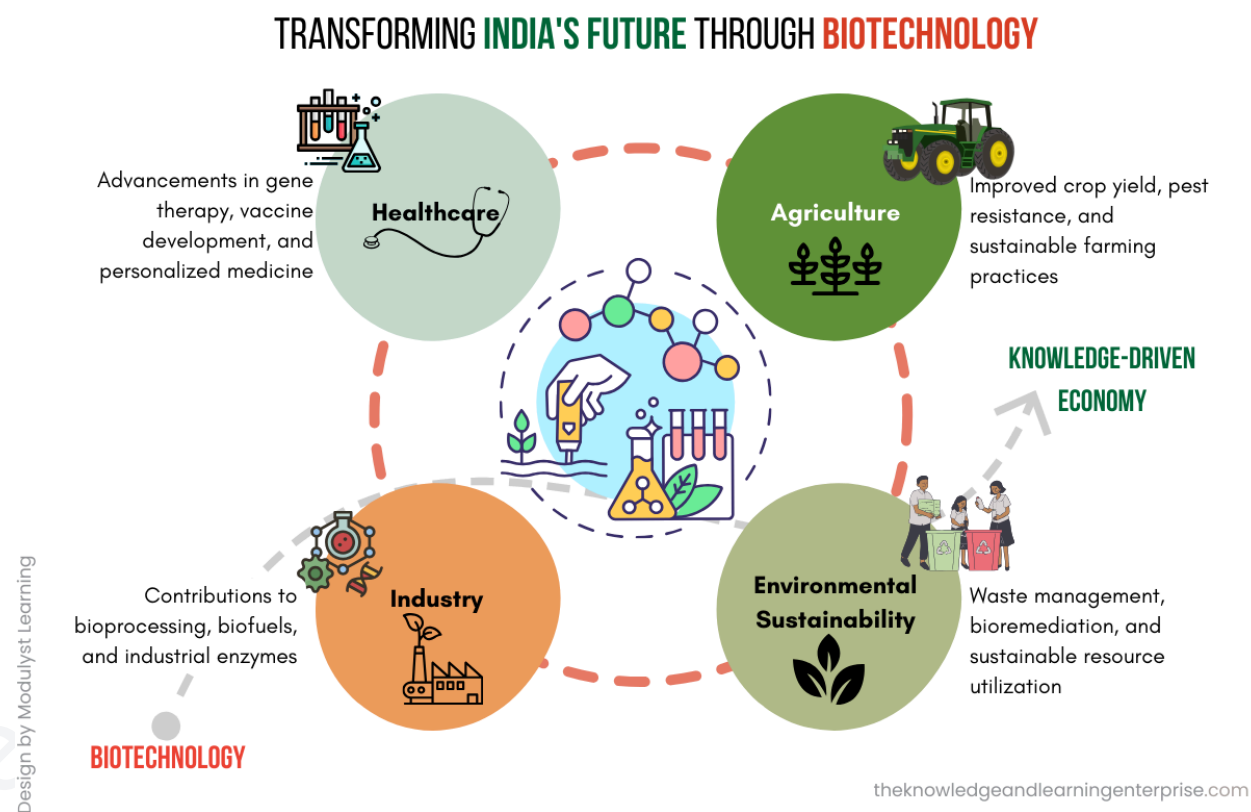 TRANSFORMING INDIA'S FUTURE THROUGH BIOTECHNOLOGY
Advancements in gene
therapy, vaccine
development, and
personalized medicine
Healthcare
Agriculture
Improved crop yield, pest
resistance, and
sustainable farming
practices
KNOWLEDGE-DRIVEN
ECONOMY
Contributions to
bioprocessing, biofuels,
and industrial enzymes
Industry
Environmental
Sustainability
Waste management,
bioremediation, and
sustainable resource
utilization
BIOTECHNOLOGY
Design by Modulyst Learning
theknowledgeandlearningenterprise.com